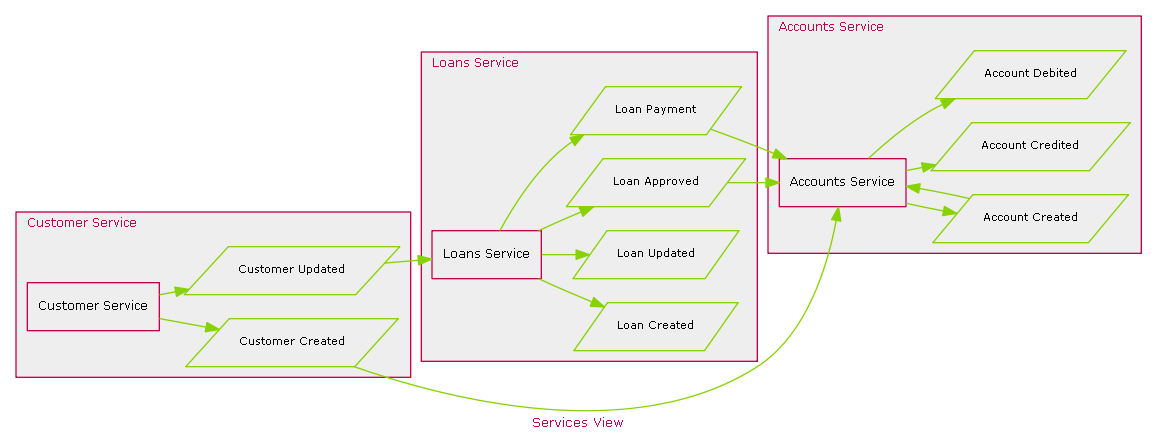 Accounts Service
Account Debited
Account Credited
Accounts Service
Account Created
Loans Service
Loan Payment
Loan Approved
Loans Service
Loan Updated
Loan Created
Customer Service
Customer Updated
Customer Service
Customer Created
Services View